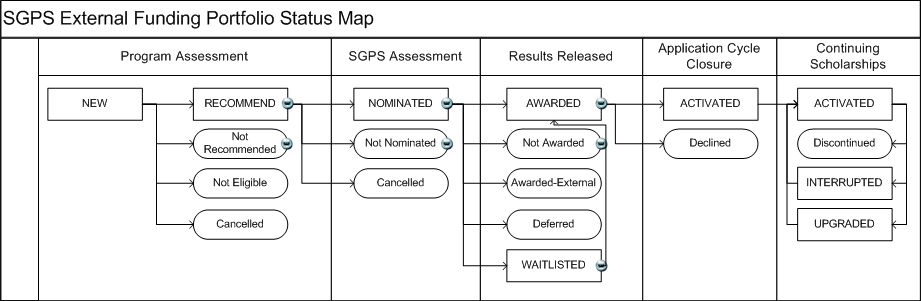 SGPS External Funding Portfolio Status Map
Program Assessment
SGPS Assessment
Results Released
Application Cycle
Closure
Continuing
Scholarships
NEW
RECOMMEND
Not
Recommended
Not Eligible
Cancelled
NOMINATED
Not Nominated
Cancelled
AWARDED
Not Awarded
Awarded-External
Deferred
WAITLISTED
ACTIVATED
Declined
ACTIVATED
Discontinued
INTERRUPTED
UPGRADED